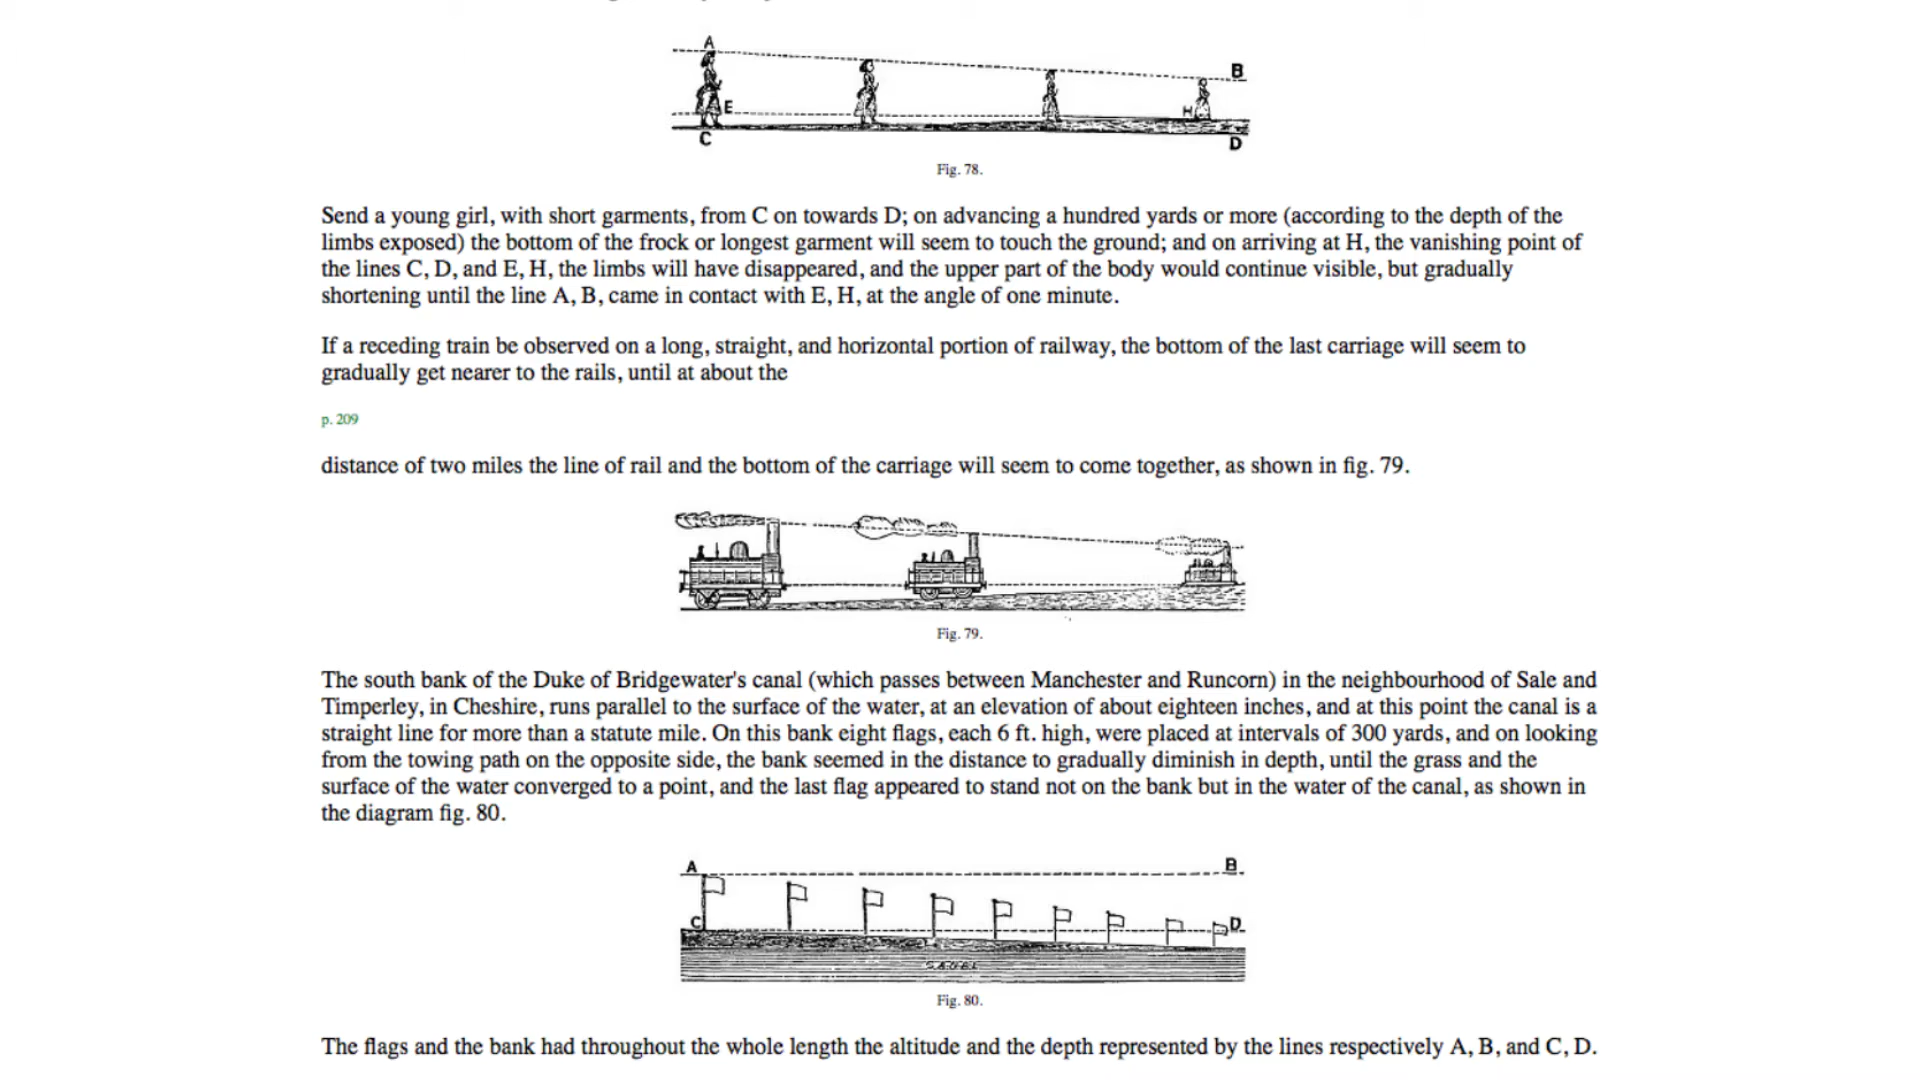 A
B
E
H
C
D
Fig. 78.
Send a young girl, with short garments, from C on towards D; on advancing a hundred yards or more (according to the depth of the
limbs exposed) the bottom of the frock or longest garment will seem to touch the ground; and on arriving at H, the vanishing point of
the lines C, D, and E, H, the limbs will have disappeared, and the upper part of the body would continue visible, but gradually
shortening until the line A, B, came in contact with E, H, at the angle of one minute.
If a receding train be observed on a long, straight, and horizontal portion of railway, the bottom of the last carriage will seem to
gradually get nearer to the rails, until at about the
p. 209
distance of two miles the line of rail and the bottom of the carriage will seem to come together, as shown in fig. 79.
Fig. 79.
The south bank of the Duke of Bridgewater's canal (which passes between Manchester and Runcorn) in the neighbourhood of Sale and
Timperley, in Cheshire, runs parallel to the surface of the water, at an elevation of about eighteen inches, and at this point the canal is a
straight line for more than a statute mile. On this bank eight flags, each 6 ft. high, were placed at intervals of 300 yards, and on looking
from the towing path on the opposite side, the bank seemed in the distance to gradually diminish in depth, until the grass and the
surface of the water converged to a point, and the last flag appeared to stand not on the bank but in the water of the canal, as shown in
the diagram fig. 80.
A
B
C
D
CANAL
Fig. 80.
The flags and the bank had throughout the whole length the altitude and the depth represented by the lines respectively A, B, and C, D.